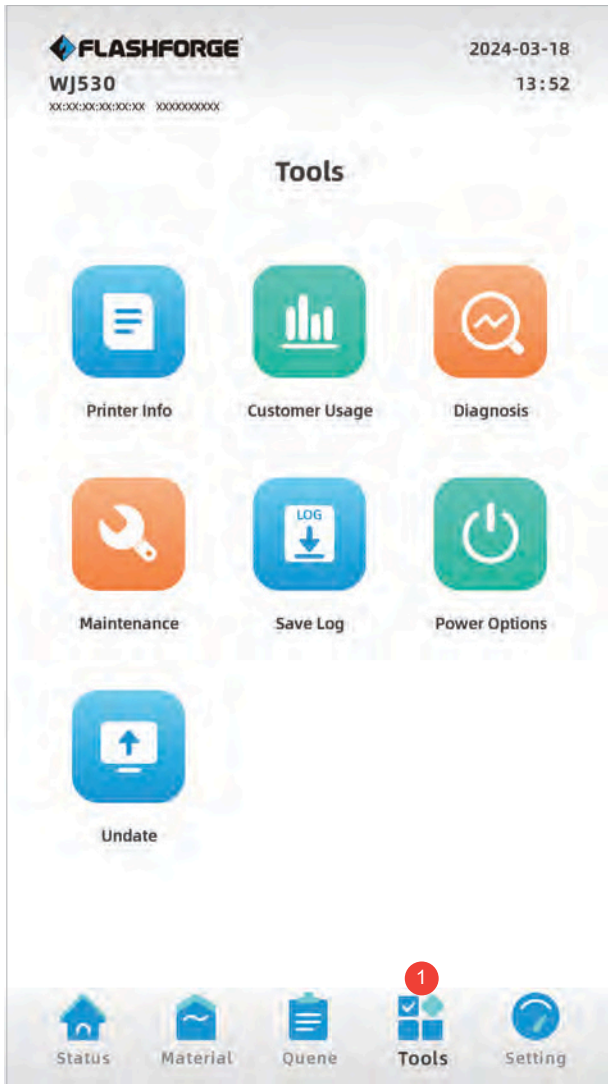 FLASHFORGE 2024-03-18
WJ530 13:52
xx:xx:xx:xx:xx:xx xxxxxxxxxx
Tools
Printer Info Customer Usage Diagnosis
LOG
Maintenance Save Log Power Options
Undate
1
Status Material Quene Tools Setting